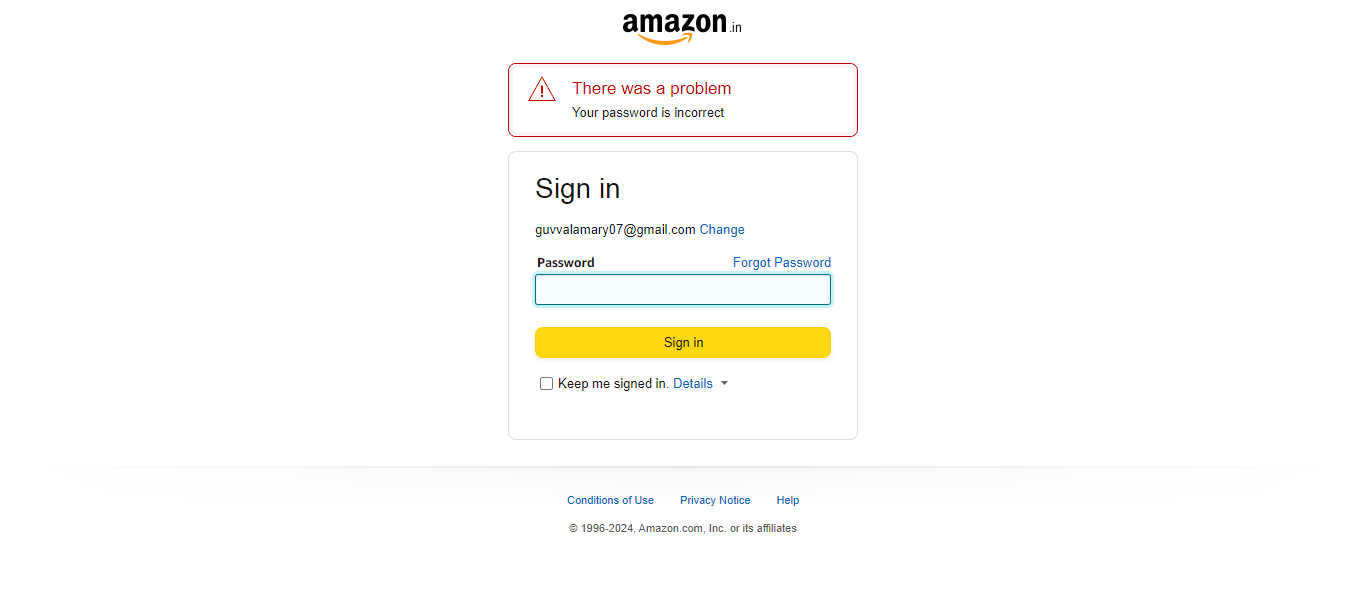 amazon.in
There was a problem
Your password is incorrect
Sign in
guvvalamary07@gmail.com Change
Password Forgot Password
Sign in
Keep me signed in. Details
Conditions of Use Privacy Notice Help
© 1996-2024, Amazon.com, Inc. or its affiliates